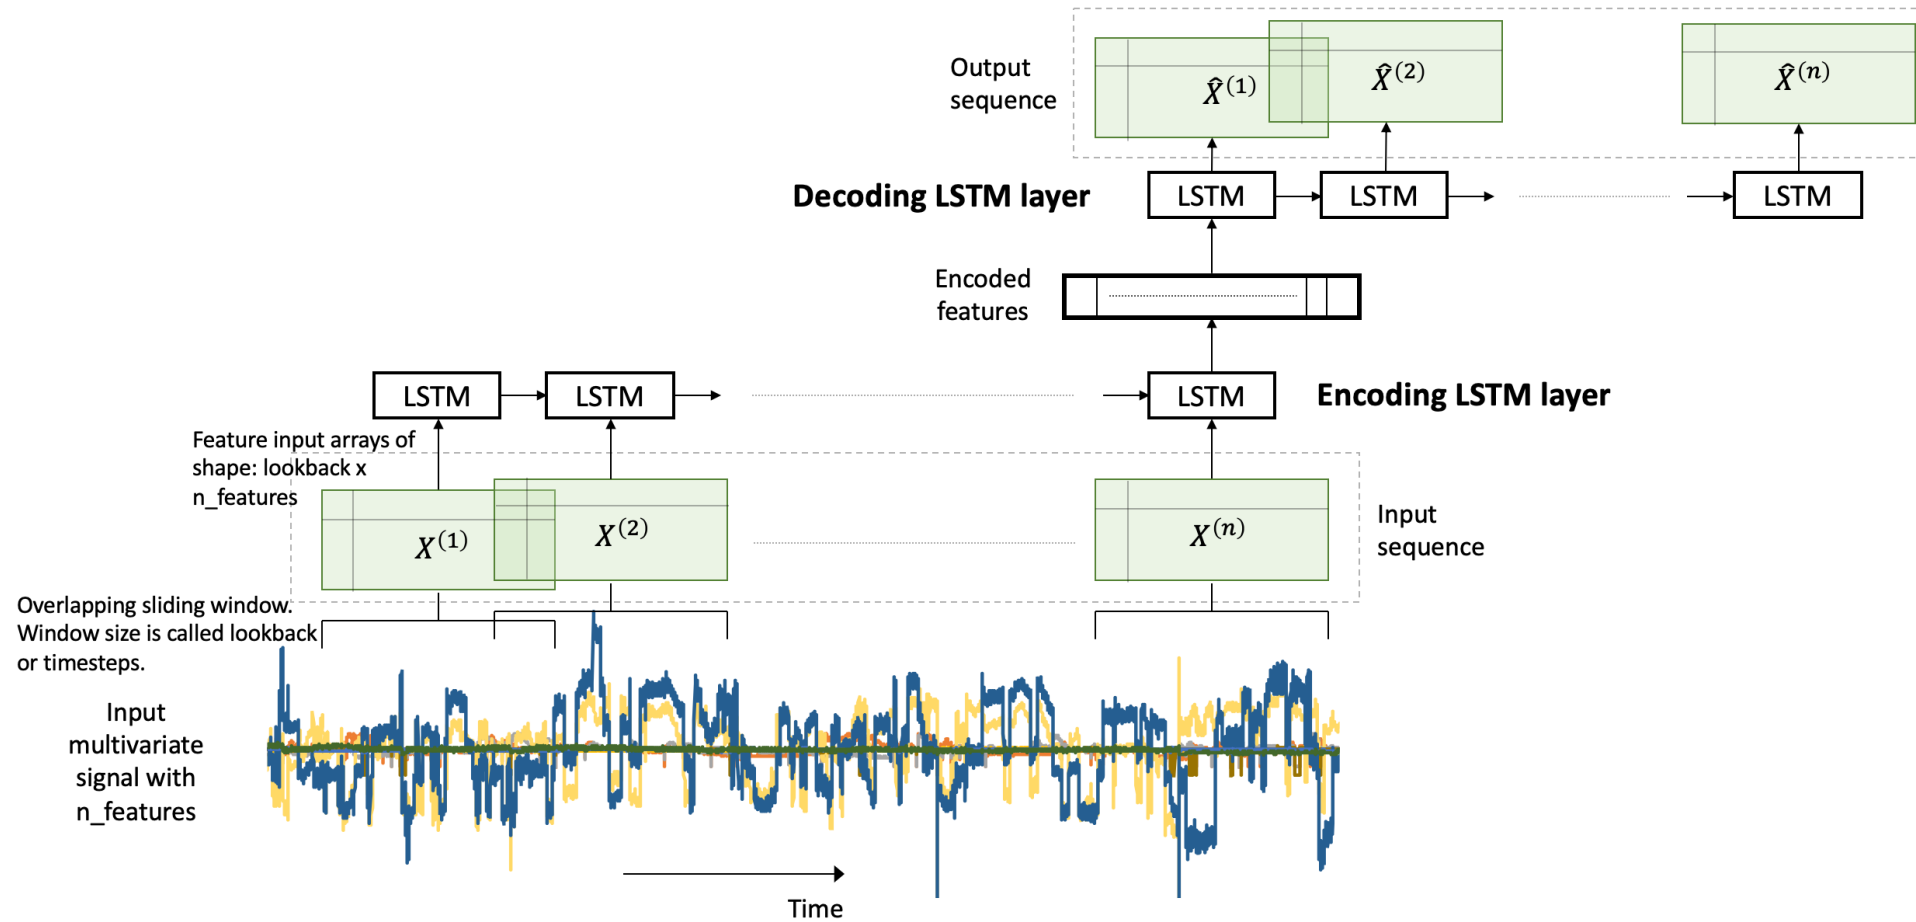 Output
sequence
X̂⁽¹⁾
X̂⁽²⁾
X̂⁽ⁿ⁾
Decoding LSTM layer
LSTM
LSTM
LSTM
Encoded
features
LSTM
LSTM
LSTM
Encoding LSTM layer
Feature input arrays of
shape: lookback x
n_features
X⁽¹⁾
X⁽²⁾
X⁽ⁿ⁾
Input
sequence
Overlapping sliding window.
Window size is called lookback
or timesteps.
Input
multivariate
signal with
n_features
Time